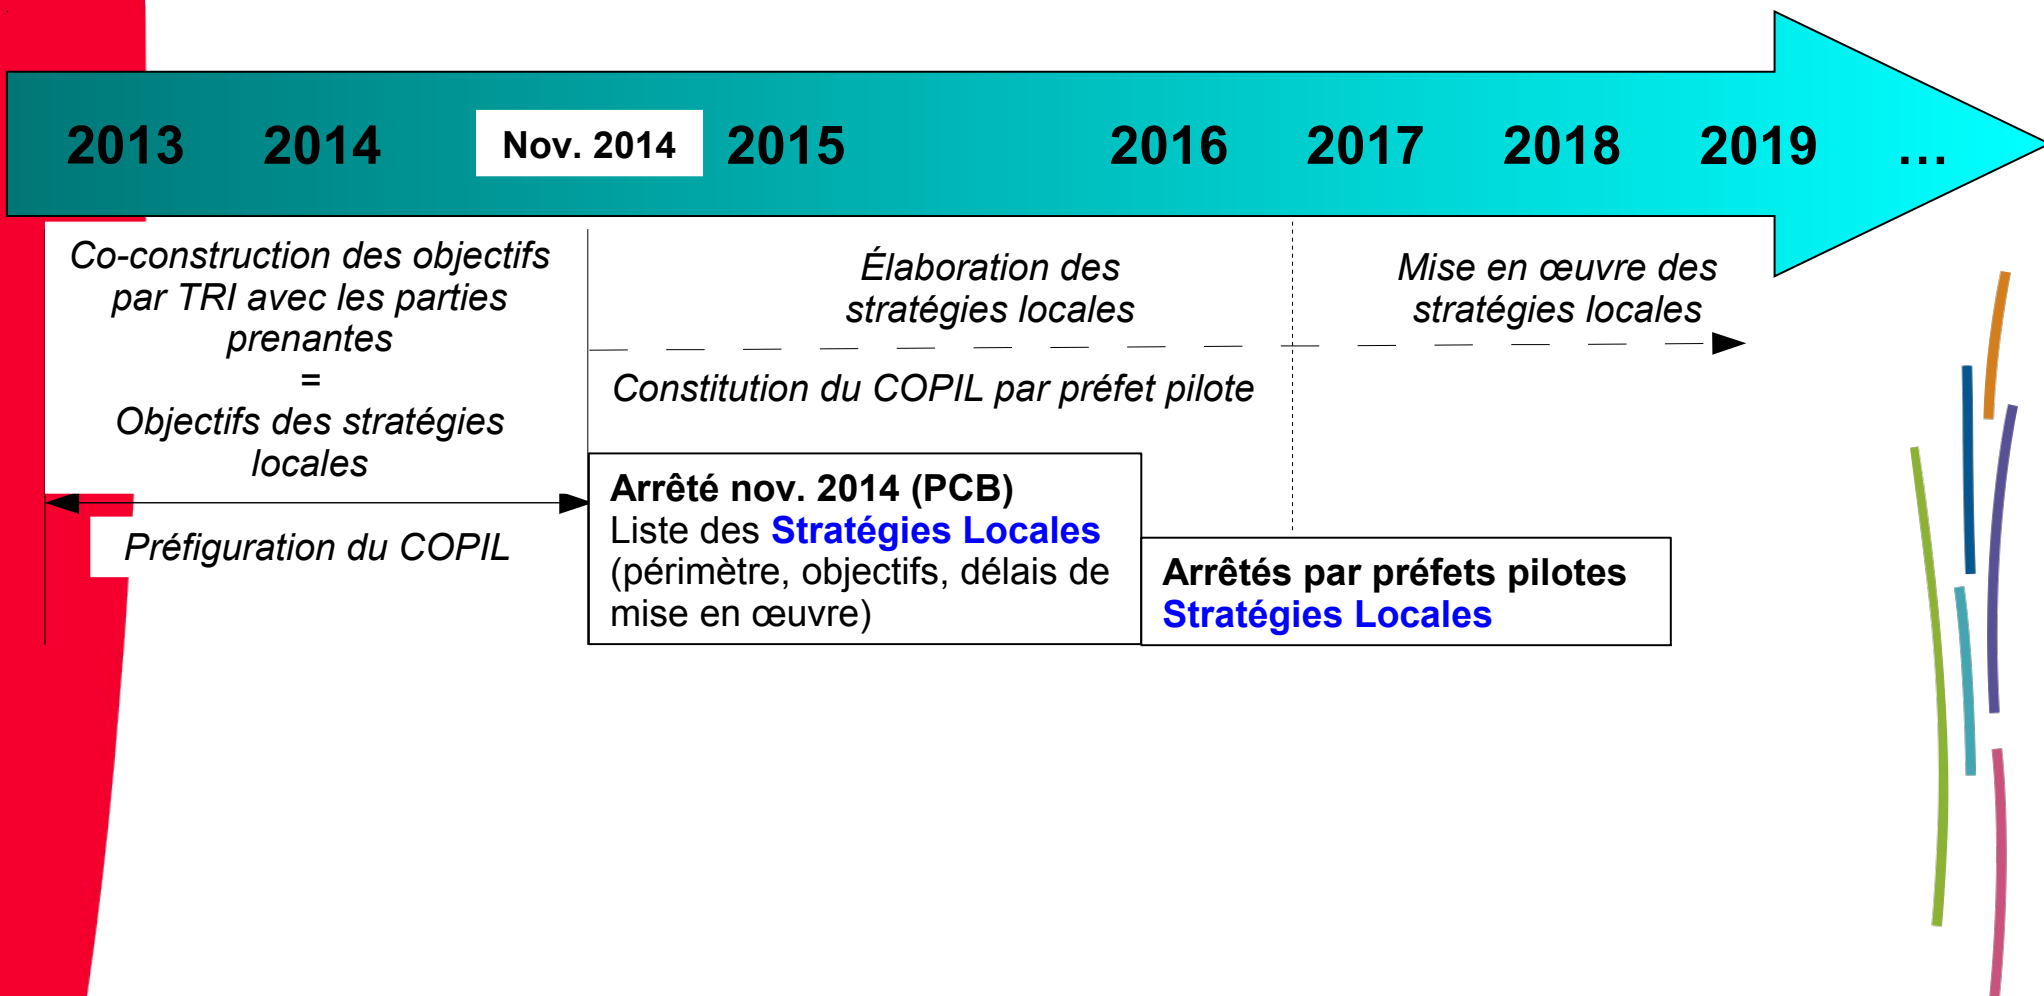 2013 2014 Nov. 2014 2015 2016 2017 2018 2019 ...
Co-construction des objectifs
par TRI avec les parties
prenantes
=
Objectifs des stratégies
locales
Préfiguration du COPIL
Élaboration des
stratégies locales
Constitution du COPIL par préfet pilote
Mise en œuvre des
stratégies locales
Arrêté nov. 2014 (PCB)
Liste des Stratégies Locales
(périmètre, objectifs, délais de
mise en œuvre)
Arrêtés par préfets pilotes
Stratégies Locales